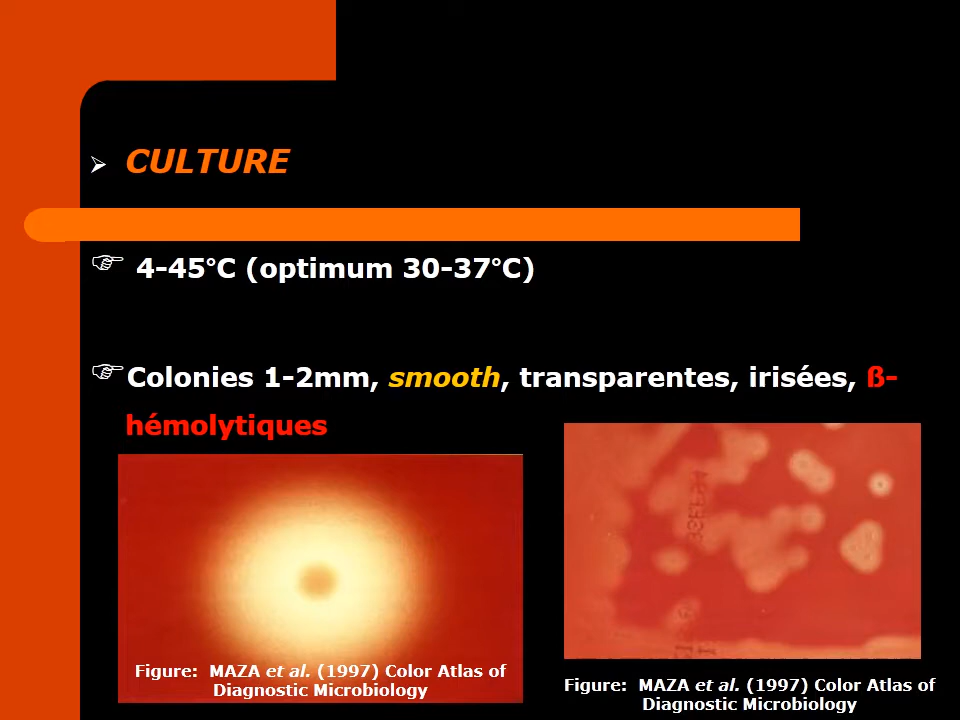 CULTURE
4-45°C (optimum 30-37°C)
Colonies 1-2mm, smooth, transparentes, irisées, ß-
hémolytiques
Figure: MAZA et al. (1997) Color Atlas of
Diagnostic Microbiology
Figure: MAZA et al. (1997) Color Atlas of
Diagnostic Microbiology